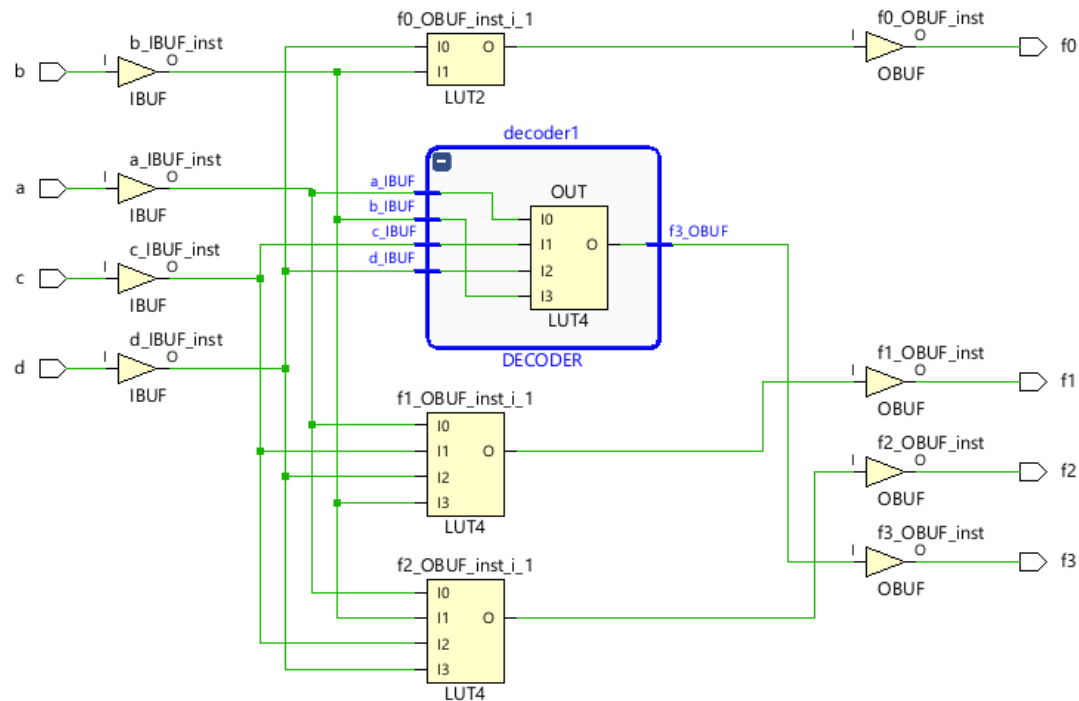 f0_OBUF_inst_i_1
f0_OBUF_inst
b_IBUF_inst
I0 O
I O
f0
I O
b
I1
OBUF
IBUF
LUT2
decoder1
a_IBUF_inst
I O
a
a_IBUF
OUT
IBUF
b_IBUF
I0
c_IBUF
I1 O
f3_OBUF
c_IBUF_inst
d_IBUF
I O
I2
c
I3
IBUF
LUT4
d_IBUF_inst
DECODER
I O
d
f1_OBUF_inst
I O
f1
IBUF
f1_OBUF_inst_i_1
OBUF
I0
I1 O
f2_OBUF_inst
I O
f2
I2
I3
OBUF
LUT4
f3_OBUF_inst
I O
f3
f2_OBUF_inst_i_1
OBUF
I0
I1 O
I2
I3
LUT4